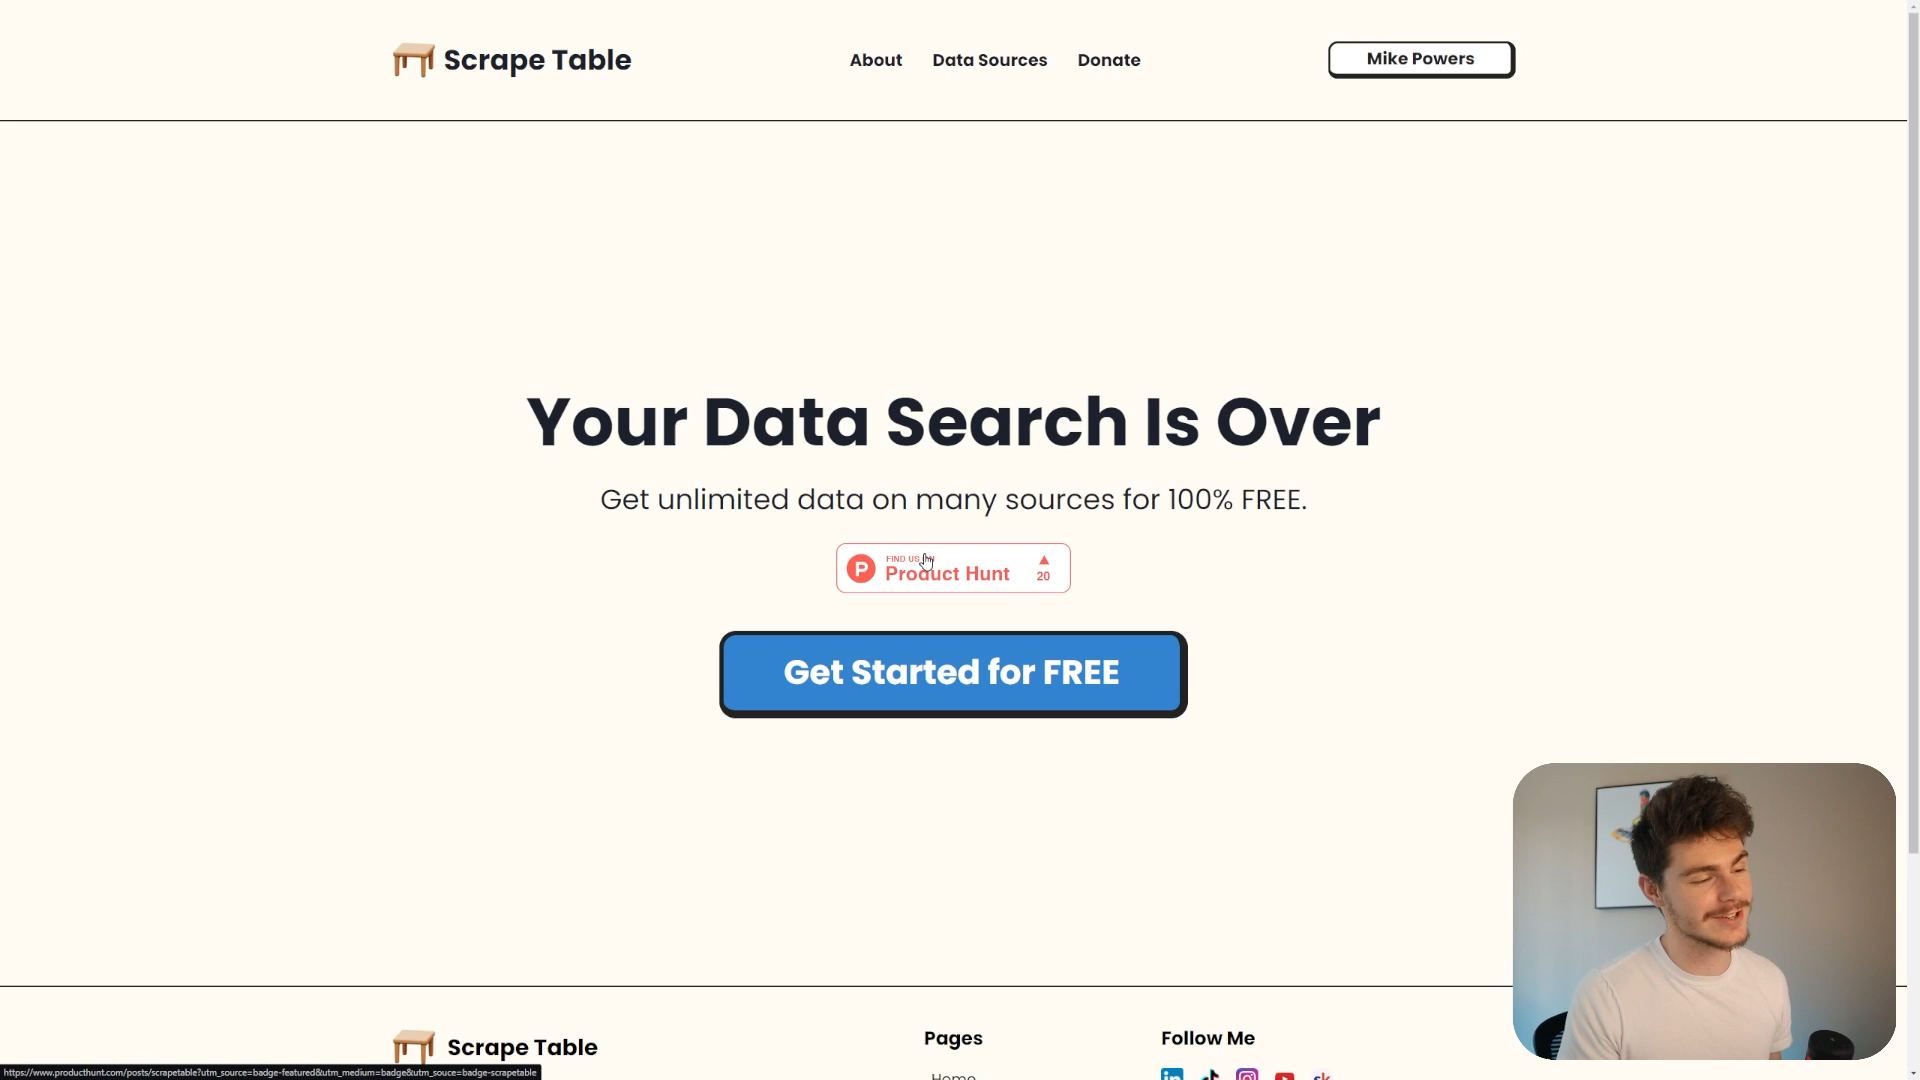 Scrape Table
About
Data Sources
Donate
Mike Powers
Your Data Search Is Over
Get unlimited data on many sources for 100% FREE.
FIND US
P
Product Hunt
20
Get Started for FREE
Scrape Table
Pages
Follow Me
Home
in
sk
https://www.producthunt.com/posts/scrapetable?utm_source=badge-featured&utm_medium=badge&utm_souce=badge-scrapetable